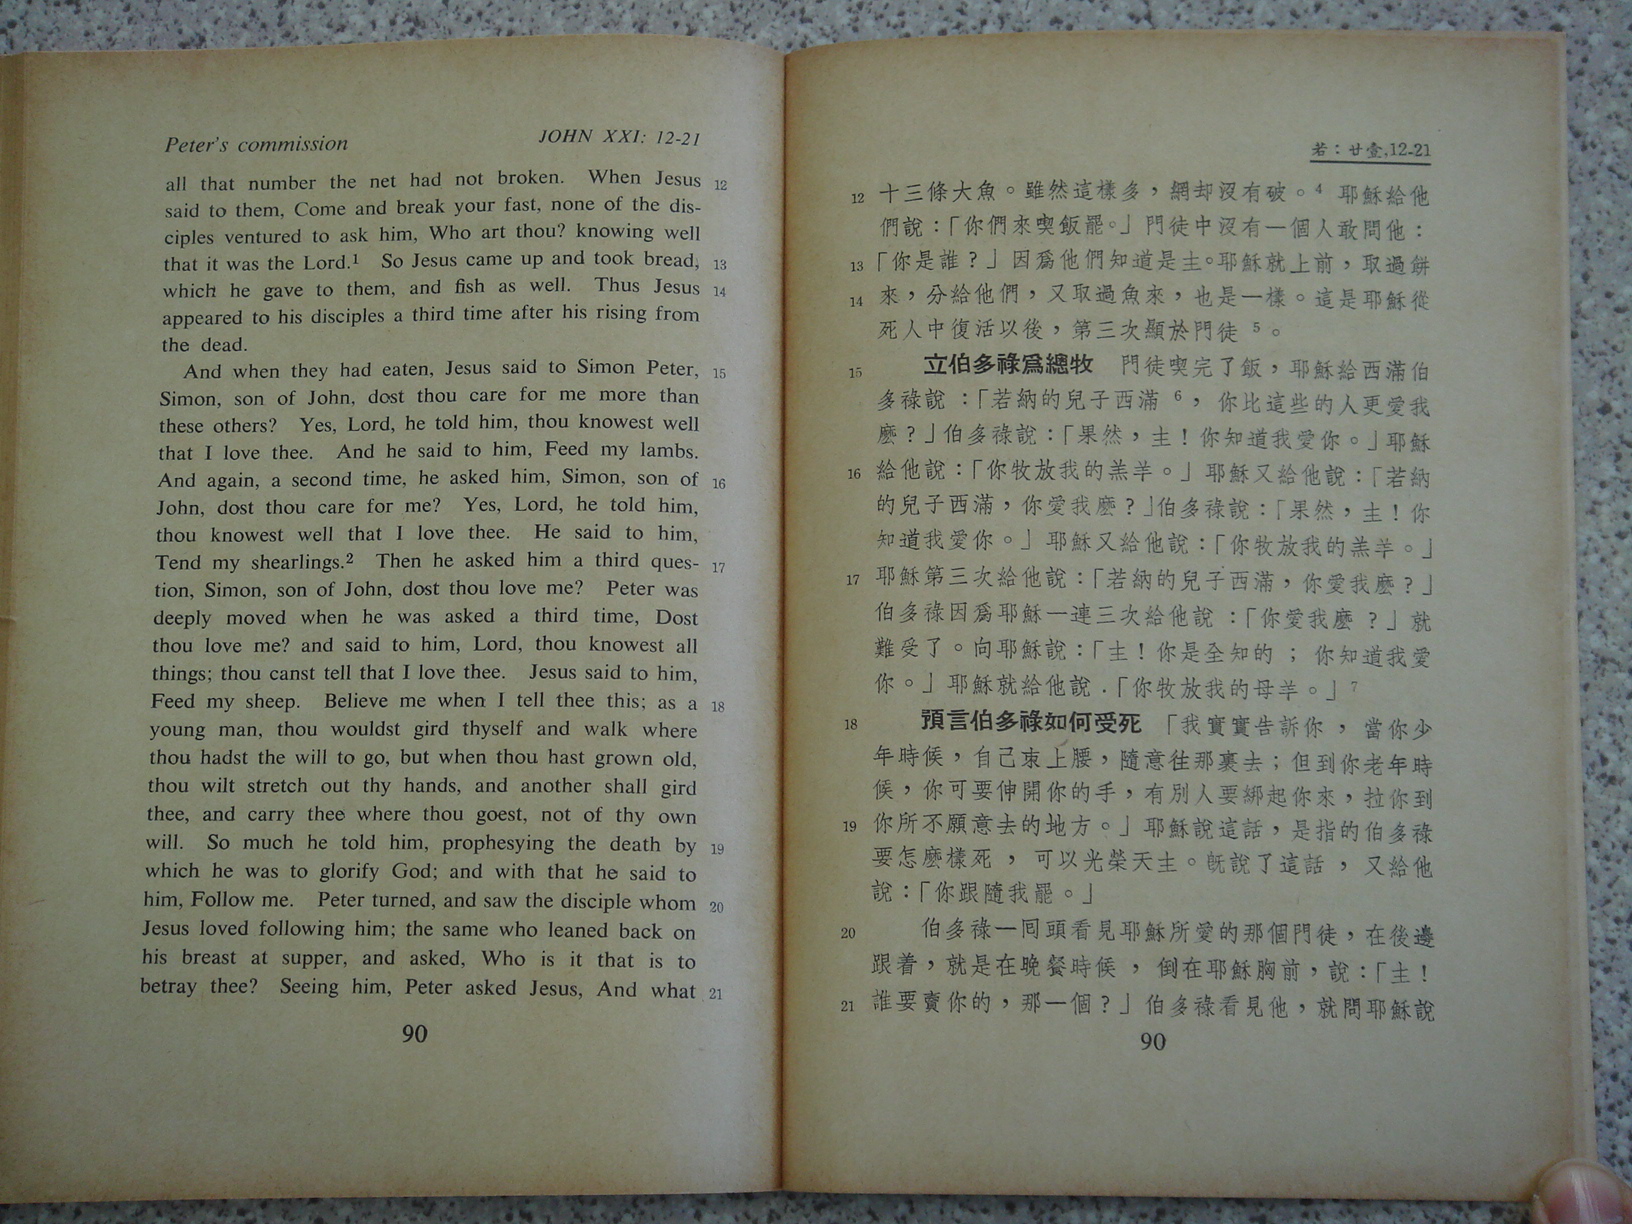 Peter's commission JOHN XXI: 12-21
all that number the net had not broken. When Jesus 12
said to them, Come and break your fast, none of the dis-
ciples ventured to ask him, Who art thou? knowing well
that it was the Lord.¹ So Jesus came up and took bread, 13
which he gave to them, and fish as well. Thus Jesus 14
appeared to his disciples a third time after his rising from
the dead.
And when they had eaten, Jesus said to Simon Peter, 15
Simon, son of John, dost thou care for me more than
these others? Yes, Lord, he told him, thou knowest well
that I love thee. And he said to him, Feed my lambs.
And again, a second time, he asked him, Simon, son of 16
John, dost thou care for me? Yes, Lord, he told him,
thou knowest well that I love thee. He said to him,
Tend my shearlings.² Then he asked him a third ques- 17
tion, Simon, son of John, dost thou love me? Peter was
deeply moved when he was asked a third time, Dost
thou love me? and said to him, Lord, thou knowest all
things; thou canst tell that I love thee. Jesus said to him,
Feed my sheep. Believe me when I tell thee this; as a 18
young man, thou wouldst gird thyself and walk where
thou hadst the will to go, but when thou hast grown old,
thou wilt stretch out thy hands, and another shall gird
thee, and carry thee where thou goest, not of thy own
will. So much he told him, prophesying the death by 19
which he was to glorify God; and with that he said to
him, Follow me. Peter turned, and saw the disciple whom 20
Jesus loved following him; the same who leaned back on
his breast at supper, and asked, Who is it that is to
betray thee? Seeing him, Peter asked Jesus, And what 21
90
若：廿壹,12-21
12 十三條大魚。雖然這樣多，網却沒有破。⁴ 耶穌給他
們說：「你們來喫飯罷。」門徒中沒有一個人敢問他：
13 「你是誰？」因爲他們知道是主。耶穌就上前，取過餅
14 來，分給他們，又取過魚來，也是一樣。這是耶穌從
死人中復活以後，第三次顯於門徒 ⁵。
15 立伯多祿爲總牧 門徒喫完了飯，耶穌給西滿伯
多祿說：「若納的兒子西滿 ⁶，你比這些的人更愛我
麽？」伯多祿說：「果然，主！你知道我愛你。」耶穌
16 給他說：「你牧放我的羔羊。」耶穌又給他說：「若納
的兒子西滿，你愛我麽？」伯多祿說：「果然，主！你
知道我愛你。」耶穌又給他說：「你牧放我的羔羊。」
17 耶穌第三次給他說：「若納的兒子西滿，你愛我麽？」
伯多祿因爲耶穌一連三次給他說：「你愛我麽？」就
難受了。向耶穌說：「主！你是全知的；你知道我愛
你。」耶穌就給他說．「你牧放我的母羊。」⁷
18 預言伯多祿如何受死 「我實實告訴你，當你少
年時候，自己束上腰，隨意往那裏去；但到你老年時
候，你可要伸開你的手，有別人要綁起你來，拉你到
19 你所不願意去的地方。」耶穌說這話，是指的伯多祿
要怎麽樣死，可以光榮天主。旣說了這話，又給他
說：「你跟隨我罷。」
20 伯多祿一囘頭看見耶穌所愛的那個門徒，在後邊
跟着，就是在晚餐時候，倒在耶穌胸前，說：「主！
21 誰要賣你的，那一個？」伯多祿看見他，就問耶穌說
90